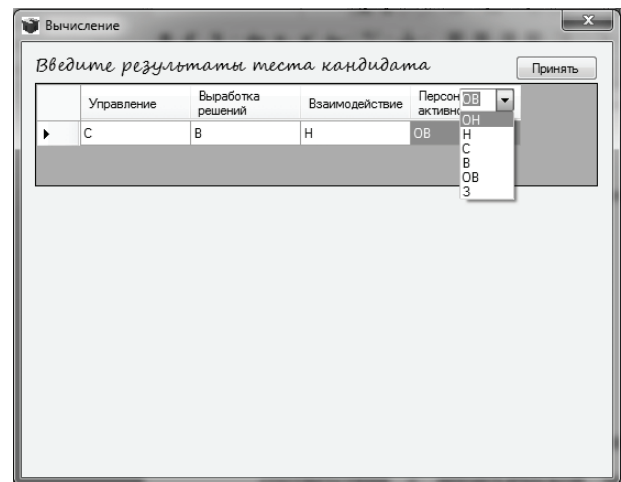 Вычисление
Введите результаты теста кандидата
Принять
Управление
Выработка
решений
Взаимодействие
Персон
активно
ОВ
С
В
Н
ОВ
ОН
Н
С
В
ОВ
З